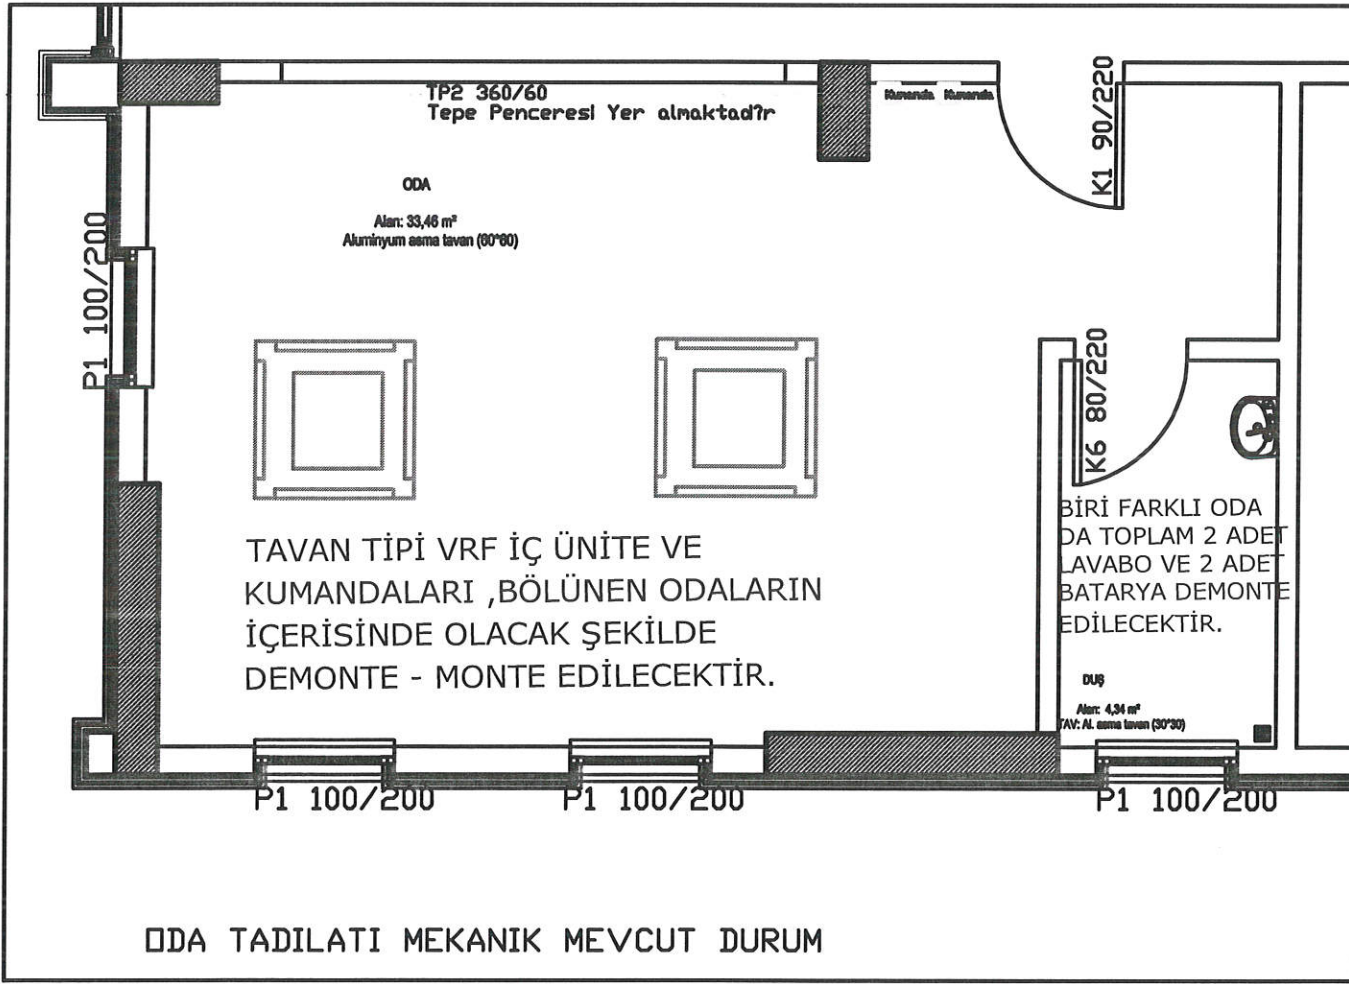 TP2 360/60
Tepe Penceresi Yer almaktad?r
Kumanda Kumanda
K1 90/220
ODA
Alan: 33,46 m²
Aluminyum asma tavan (60*60)
P1 100/200
K6 80/220
TAVAN TİPİ VRF İÇ ÜNİTE VE
KUMANDALARI ,BÖLÜNEN ODALARIN
İÇERİSİNDE OLACAK ŞEKİLDE
DEMONTE - MONTE EDİLECEKTİR.
BİRİ FARKLI ODA
DA TOPLAM 2 ADET
LAVABO VE 2 ADET
BATARYA DEMONTE
EDİLECEKTİR.
DUŞ
Alan: 4,34 m²
TAV: Al. asma tavan (30*30)
P1 100/200
P1 100/200
P1 100/200
ODA TADILATI MEKANIK MEVCUT DURUM